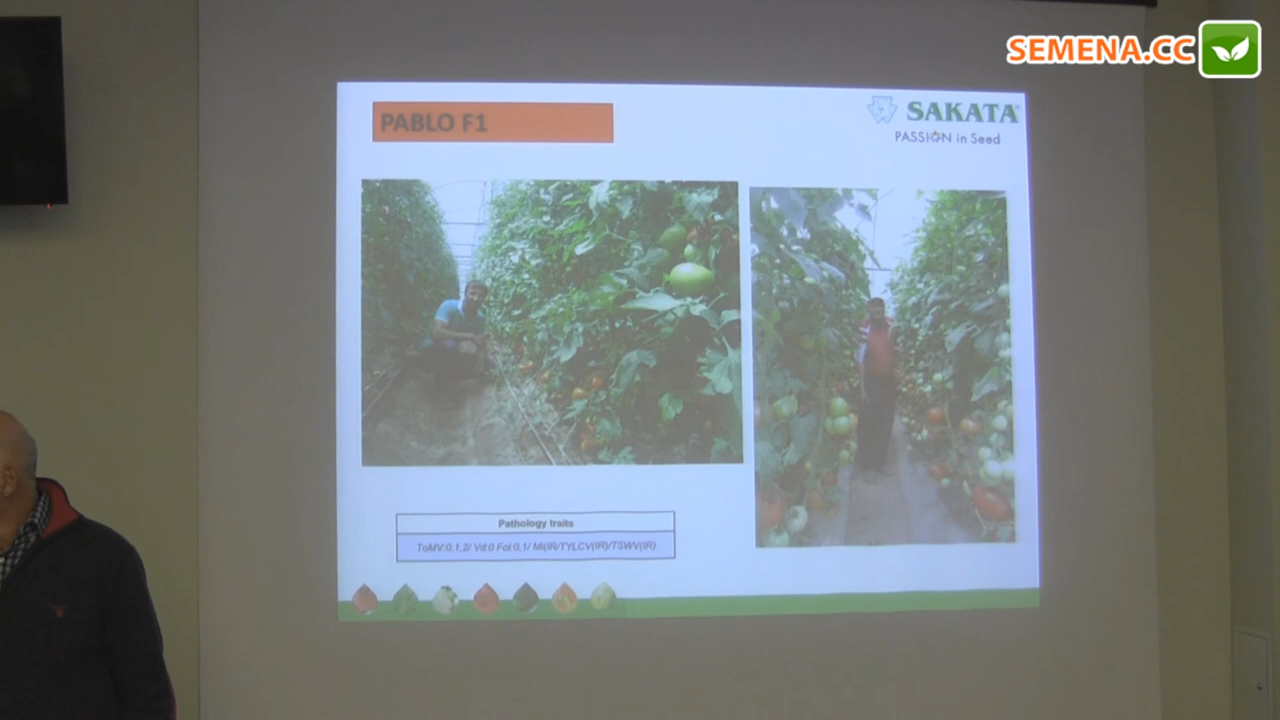 SEMENA.CC
PABLO F1
SAKATA
PASSION in Seed
Pathology traits
ToMV:0,1,2/ Vd:0 Fol:0,1/ Mi(IR/TYLCV(IR)/TSWV(IR)